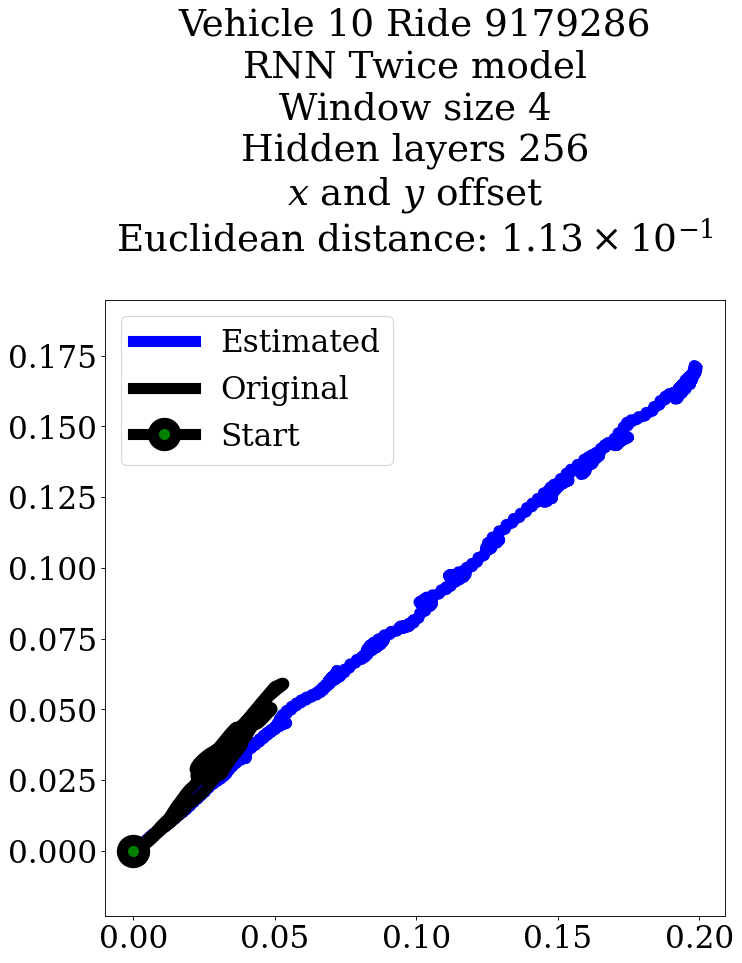 Vehicle 10 Ride 9179286
RNN Twice model
Window size 4
Hidden layers 256
x and y offset
Euclidean distance: 1.13 × 10⁻¹
Estimated
Original
Start
0.175
0.150
0.125
0.100
0.075
0.050
0.025
0.000
0.00 0.05 0.10 0.15 0.20